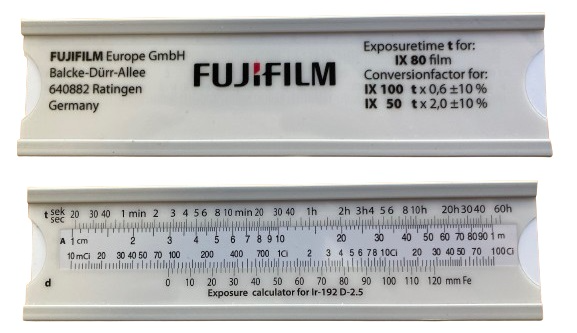 FUJIFILM Europe GmbH
Balcke-Dürr-Allee
640882 Ratingen
Germany
FUJIFILM
Exposuretime t for:
IX 80 film
Conversionfactor for:
IX 100 t x 0,6 ±10 %
IX 50 t x 2,0 ±10 %
t sek sec 20 30 40 1 min 2 3 4 5 6 8 10 min 20 30 40 1h 2h 3h 4 5 6 8 10h 20h 30 40 60h
A 1 cm 2 3 4 5 6 7 8 9 10 20 30 40 50 60 70 80 90 1 m
10 mCi 20 30 40 50 70 100 200 400 700 1Ci 2 3 4 5 6 7 8 10Ci 20 30 40 50 70 100Ci
d 0 10 20 30 40 50 60 70 80 90 100 110 120 mm Fe
Exposure calculator for Ir-192 D-2.5